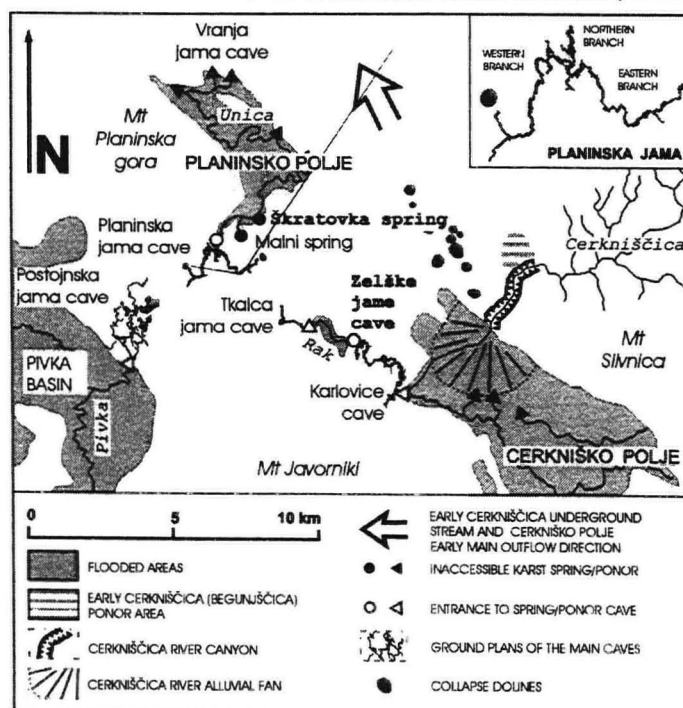 Vranja
jama cave
Mt
Planinska
gora
Unica
PLANINSKO POLJE
N
NORTHERN
BRANCH
WESTERN
BRANCH
EASTERN
BRANCH
PLANINSKA JAMA
Planinska
jama cave
Škratovka spring
Malni spring
Postojnska
jama cave
Cerkniščica
Zelške
jame
cave
Tkalca
jama cave
Rak
Mt
Slivnica
PIVKA
BASIN
Pivka
Karlovice
cave
CERKNIŠKO POLJE
Mt Javorniki
0 5 10 km
FLOODED AREAS
EARLY CERKNIŠČICA (BEGUNJŠČICA)
PONOR AREA
CERKNIŠČICA RIVER CANYON
CERKNIŠČICA RIVER ALLUVIAL FAN
EARLY CERKNIŠČICA UNDERGROUND
STREAM AND CERKNIŠKO POLJE
EARLY MAIN OUTFLOW DIRECTION
INACCESSIBLE KARST SPRING/PONOR
ENTRANCE TO SPRING/PONOR CAVE
GROUND PLANS OF THE MAIN CAVES
COLLAPSE DOLINES